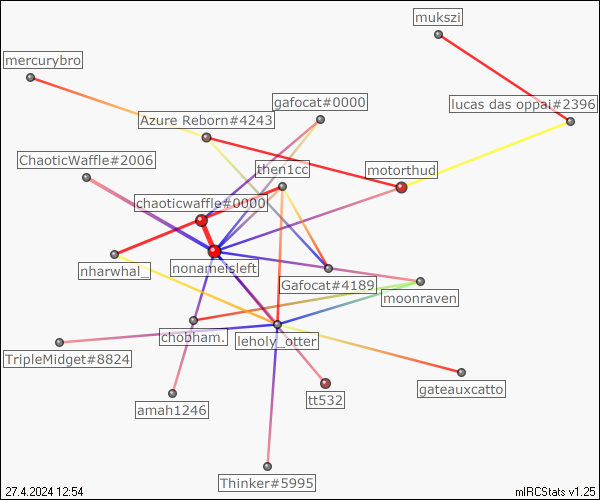 mukszi
mercurybro
gafocat#0000
lucas das oppai#2396
Azure Reborn#4243
ChaoticWaffle#2006
then1cc
motorthud
chaoticwaffle#0000
nharwhal_
nonameisleft
Gafocat#4189
moonraven
chobham.
leholy_otter
TripleMidget#8824
gateauxcatto
tt532
amah1246
Thinker#5995
27.4.2024 12:54
mIRCStats v1.25